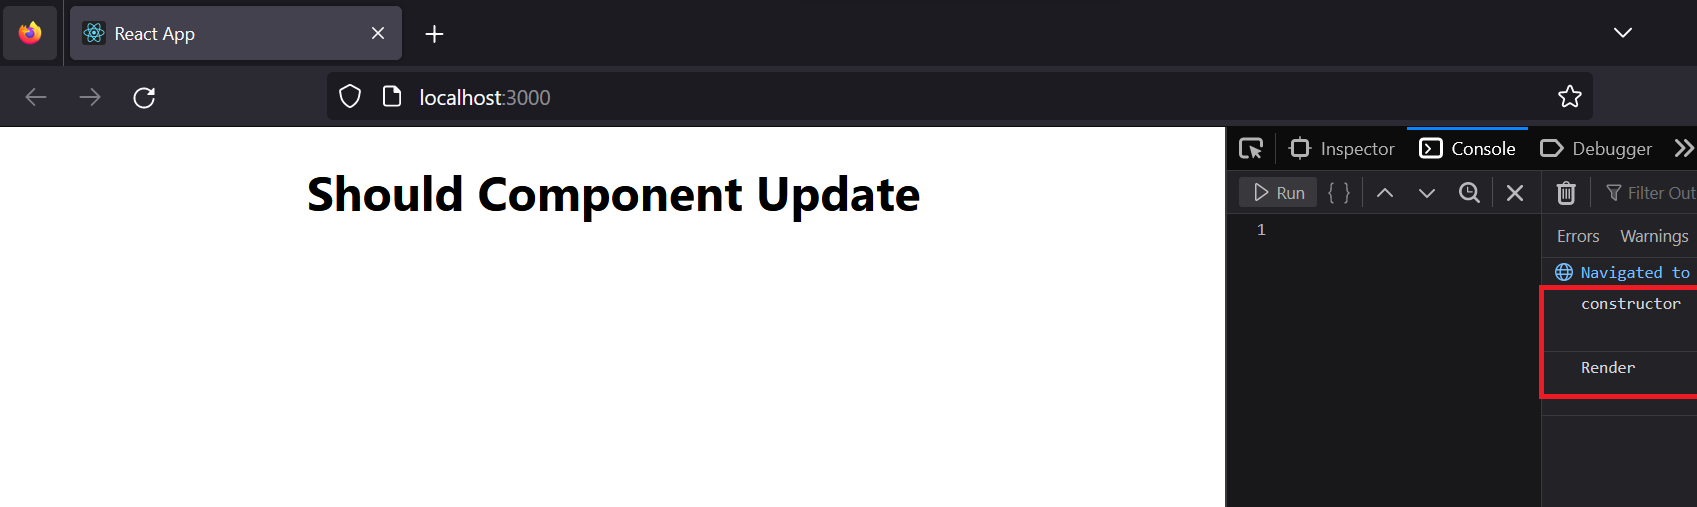 React App
localhost:3000
Should Component Update
Inspector
Console
Debugger
Run
{ }
Filter Out
1
Errors
Warnings
Navigated to
constructor
Render